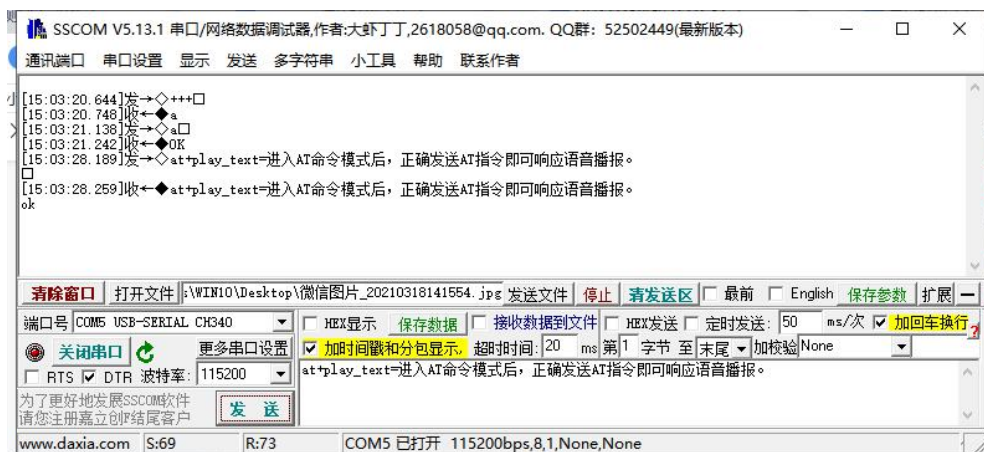 SSCOM V5.13.1 串口/网络数据调试器,作者:大虾丁丁,2618058@qq.com. QQ群: 52502449(最新版本)
通讯端口 串口设置 显示 发送 多字符串 小工具 帮助 联系作者
[15:03:20.644]发→◇+++□
[15:03:20.748]收←◆a
[15:03:21.138]发→◇a□
[15:03:21.242]收←◆OK
[15:03:28.189]发→◇at+play_text=进入AT命令模式后，正确发送AT指令即可响应语音播报。
□
[15:03:28.259]收←◆at+play_text=进入AT命令模式后，正确发送AT指令即可响应语音播报。
ok
清除窗口 打开文件 :\WIN10\Desktop\微信图片_20210318141554.jpg 发送文件 停止 清发送区 最前 English 保存参数 扩展 —
端口号 COM5 USB-SERIAL CH340 HEX显示 保存数据 接收数据到文件 HEX发送 定时发送: 50 ms/次 加回车换行
关闭串口 更多串口设置 加时间戳和分包显示, 超时时间: 20 ms 第 1 字节 至 末尾 加校验 None
RTS DTR 波特率: 115200 at+play_text=进入AT命令模式后，正确发送AT指令即可响应语音播报。
为了更好地发展SSCOM软件
请您注册嘉立创F结尾客户
发 送
www.daxia.com S:69 R:73 COM5 已打开 115200bps,8,1,None,None